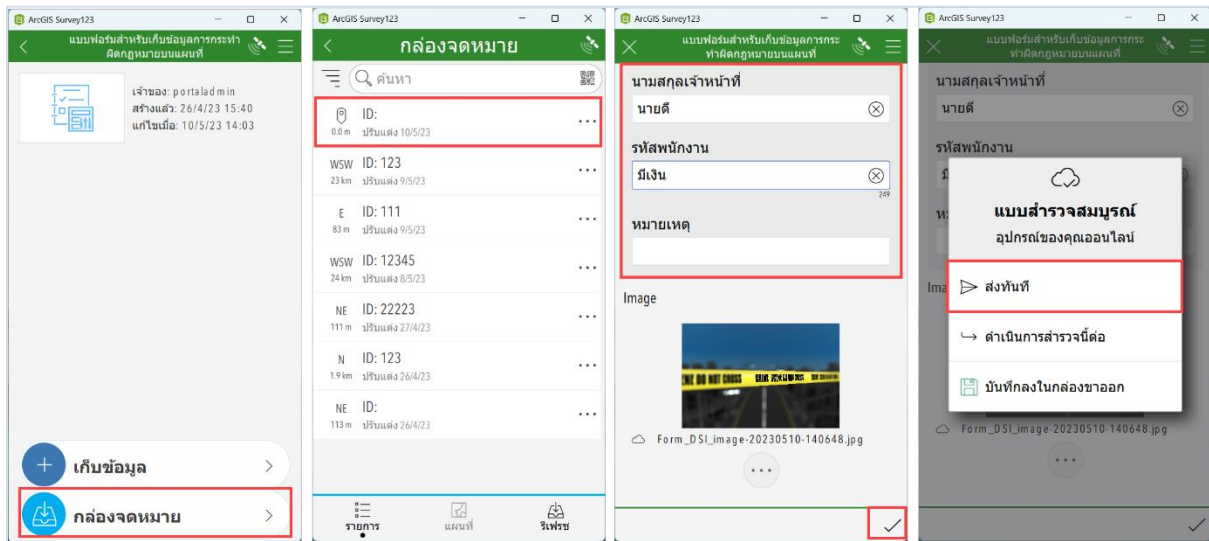 ArcGIS Survey123
แบบฟอร์มสำหรับเก็บข้อมูลการกระทำ
ผิดกฎหมายบนแผนที่
เจ้าของ: portaladmin
สร้างแล้ว: 26/4/23 15:40
แก้ไขเมื่อ: 10/5/23 14:03
เก็บข้อมูล
กล่องจดหมาย
ArcGIS Survey123
กล่องจดหมาย
ค้นหา
ID:
0.0 m ปรับแต่ง 10/5/23
WSW ID: 123
23 km ปรับแต่ง 9/5/23
E ID: 111
83 m ปรับแต่ง 9/5/23
WSW ID: 12345
24 km ปรับแต่ง 8/5/23
NE ID: 22223
111 m ปรับแต่ง 27/4/23
N ID: 123
1.9 km ปรับแต่ง 26/4/23
NE ID:
113 m ปรับแต่ง 26/4/23
รายการ แผนที่ รีเฟรช
ArcGIS Survey123
แบบฟอร์มสำหรับเก็บข้อมูลการกระ
ทำผิดกฎหมายบนแผนที่
นามสกุลเจ้าหน้าที่
นายดี
รหัสพนักงาน
มีเงิน
249
หมายเหตุ
Image
NE DO NOT CROSS
Form_DSI_image-20230510-140648.jpg
ArcGIS Survey123
แบบฟอร์มสำหรับเก็บข้อมูลการกระ
ทำผิดกฎหมายบนแผนที่
นามสกุลเจ้าหน้าที่
นายดี
รหัสพนักงาน
แบบสำรวจสมบูรณ์
อุปกรณ์ของคุณออนไลน์
Ima
ส่งทันที
ดำเนินการสำรวจนี้ต่อ
บันทึกลงในกล่องขาออก
Form_DSI_image-20230510-140648.jpg